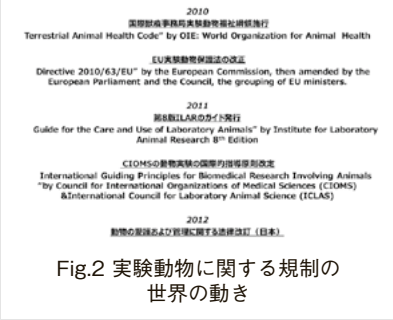 2010
国際獣疫事務局実験動物福祉綱領施行
Terrestrial Animal Health Code” by OIE: World Organization for Animal Health
EU実験動物保護法の改正
Directive 2010/63/EU” by the European Commission, then amended by the
European Parliament and the Council, the grouping of EU ministers.
2011
第8版ILARのガイド発行
Guide for the Care and Use of Laboratory Animals” by Institute for Laboratory
Animal Research 8th Edition
CIOMSの動物実験の国際的指導原則改定
International Guiding Principles for Biomedical Research Involving Animals
“by Council for International Organizations of Medical Sciences (CIOMS)
&International Council for Laboratory Animal Science (ICLAS)
2012
動物の愛護および管理に関する法律改訂（日本）
Fig.2 実験動物に関する規制の
世界の動き